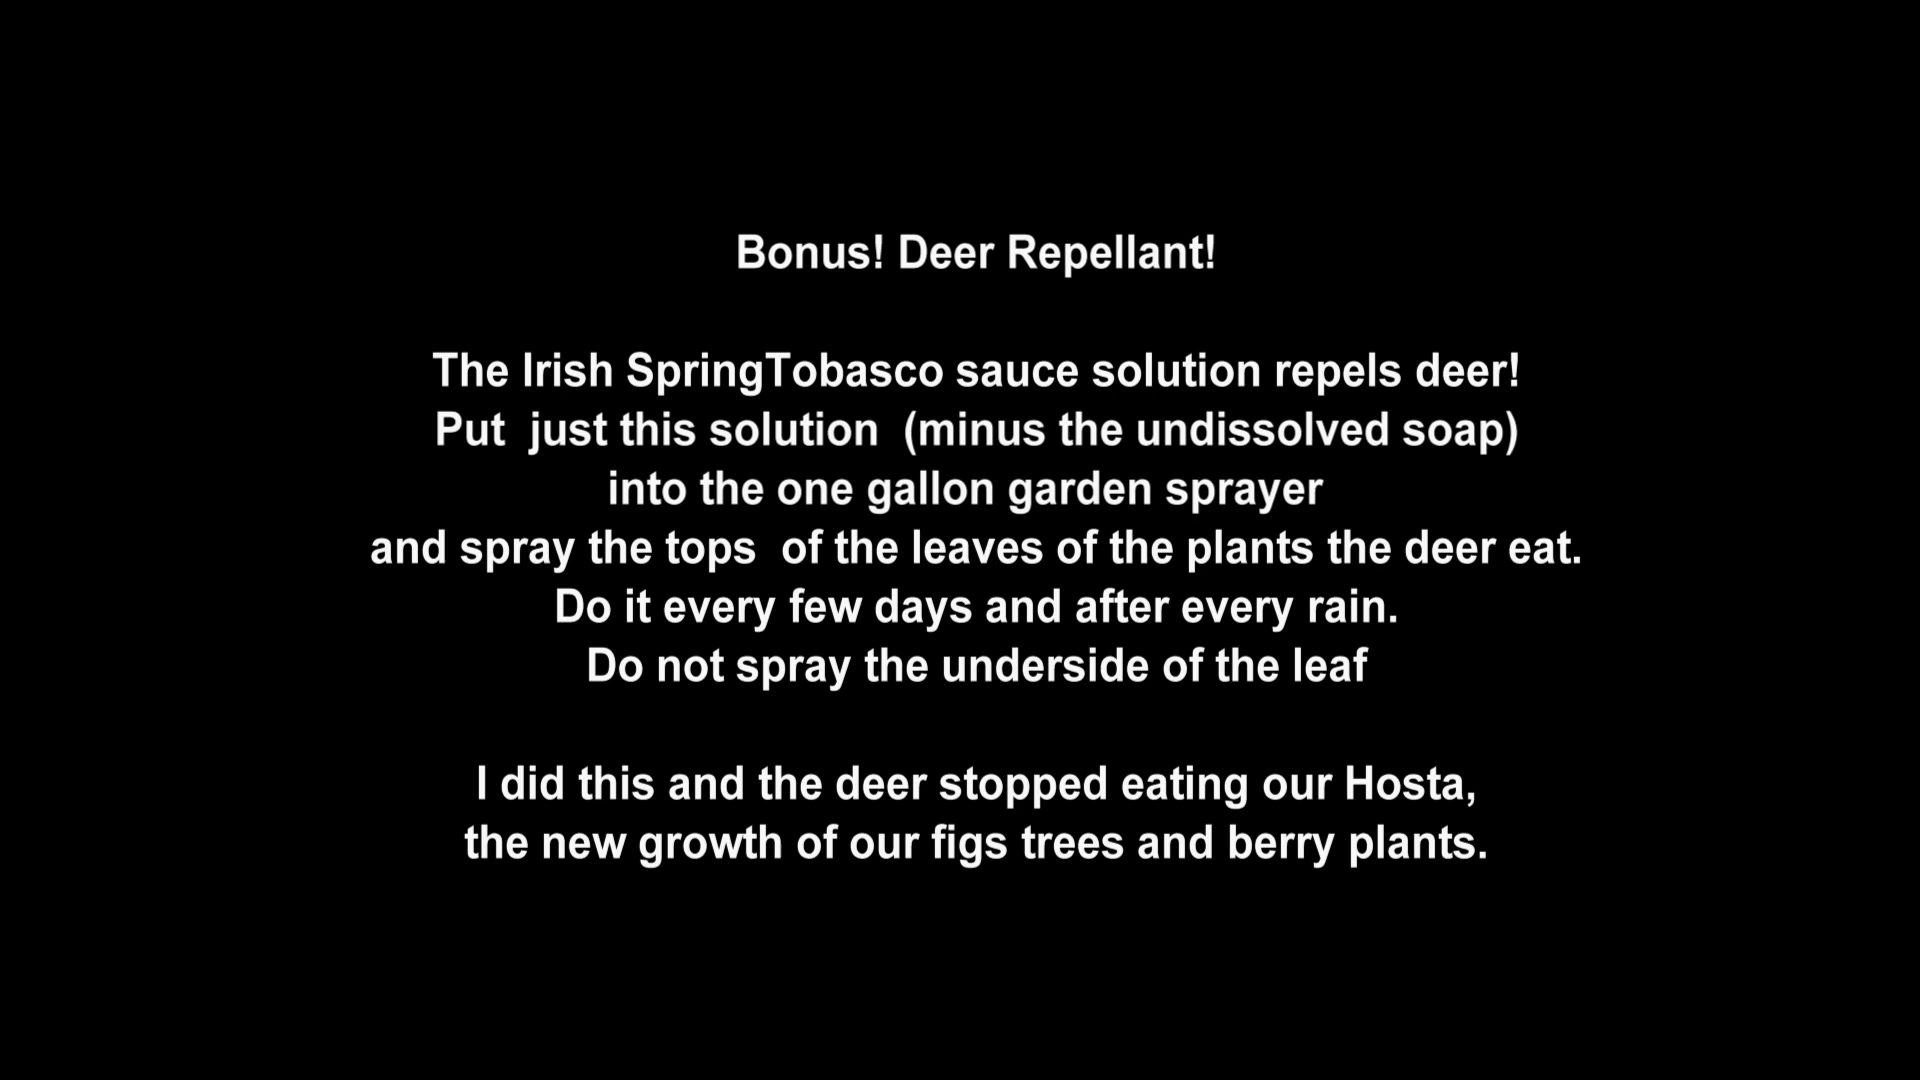 Bonus! Deer Repellant!
The Irish SpringTobasco sauce solution repels deer!
Put  just this solution  (minus the undissolved soap)
into the one gallon garden sprayer
and spray the tops  of the leaves of the plants the deer eat.
Do it every few days and after every rain.
Do not spray the underside of the leaf
I did this and the deer stopped eating our Hosta,
the new growth of our figs trees and berry plants.